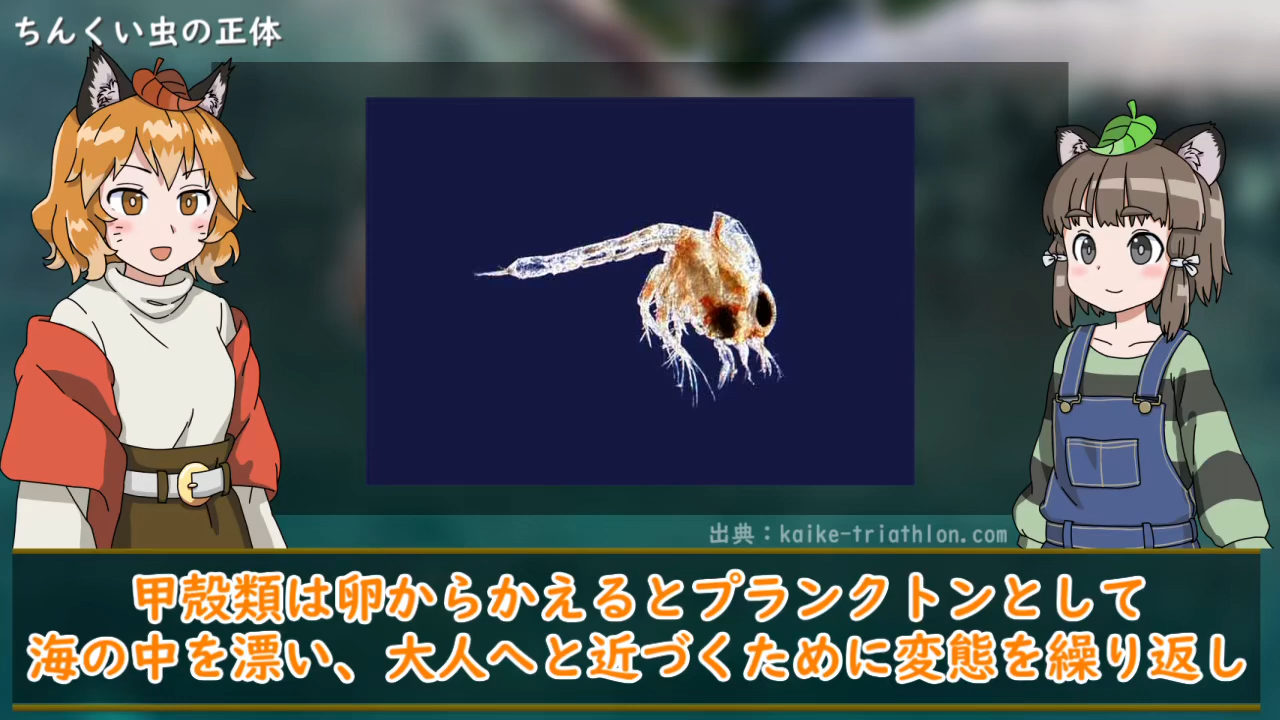 ちんくい虫の正体
出典：kaike-triathlon.com
甲殻類は卵からかえるとプランクトンとして
海の中を漂い、大人へと近づくために変態を繰り返し